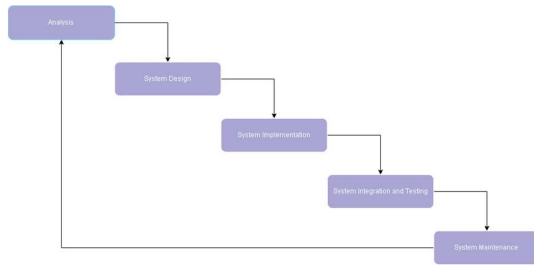 Analysis
System Design
System Implementation
System Integration and Testing
System Maintenance